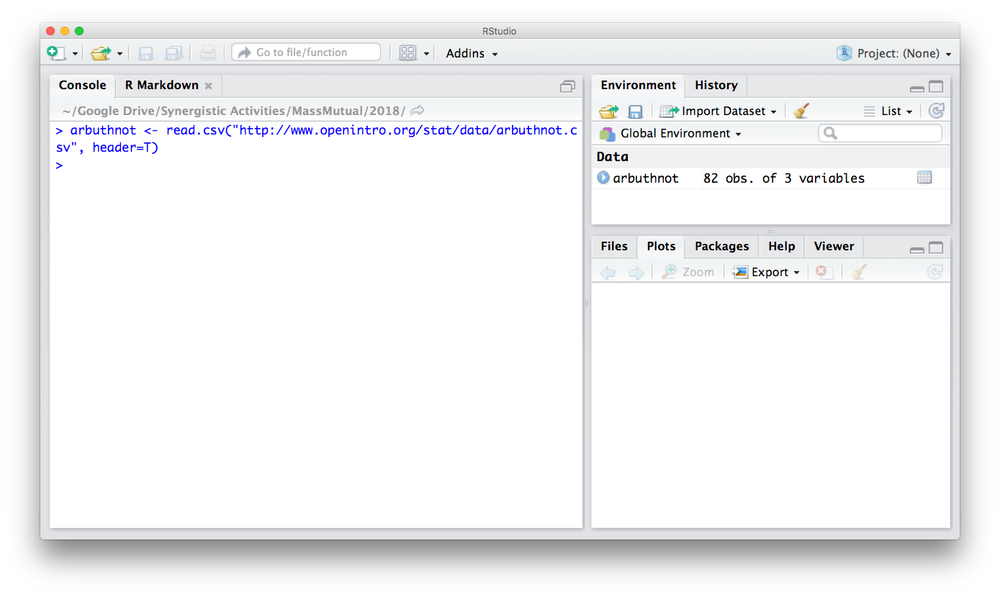 RStudio
Go to file/function
Addins
Project: (None)
Console
R Markdown
~/Google Drive/Synergistic Activities/MassMutual/2018/
> arbuthnot <- read.csv("http://www.openintro.org/stat/data/arbuthnot.c
sv", header=T)
>
Environment
History
Import Dataset
List
Global Environment
Data
arbuthnot 82 obs. of 3 variables
Files
Plots
Packages
Help
Viewer
Zoom
Export